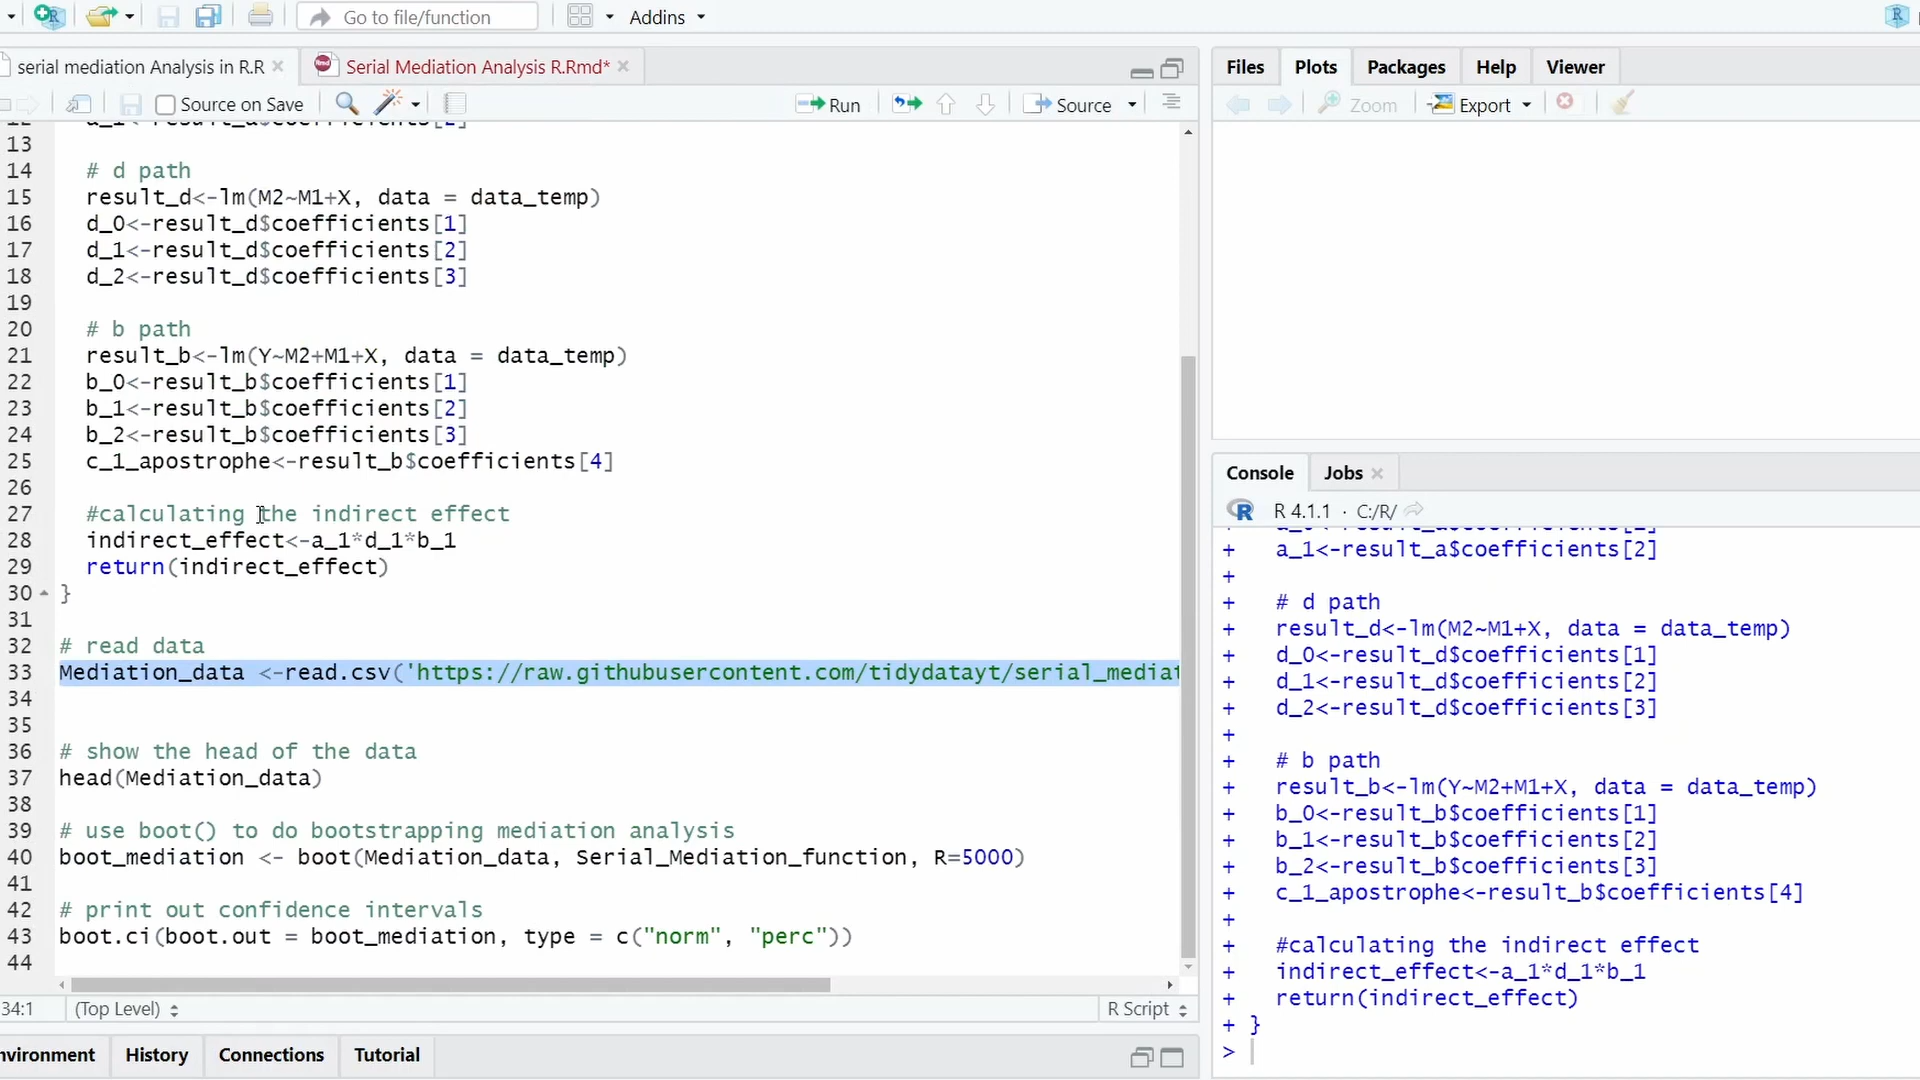 Go to file/function
Addins
serial mediation Analysis in R.R
Serial Mediation Analysis R.Rmd*
Source on Save
Run
Source
12 a_1<-result_a$coefficients[2]
13
14 # d path
15 result_d<-lm(M2~M1+X, data = data_temp)
16 d_0<-result_d$coefficients[1]
17 d_1<-result_d$coefficients[2]
18 d_2<-result_d$coefficients[3]
19
20 # b path
21 result_b<-lm(Y~M2+M1+X, data = data_temp)
22 b_0<-result_b$coefficients[1]
23 b_1<-result_b$coefficients[2]
24 b_2<-result_b$coefficients[3]
25 c_1_apostrophe<-result_b$coefficients[4]
26
27 #calculating the indirect effect
28 indirect_effect<-a_1*d_1*b_1
29 return(indirect_effect)
30 }
31
32 # read data
33 Mediation_data <-read.csv('https://raw.githubusercontent.com/tidydatayt/serial_mediat
34
35
36 # show the head of the data
37 head(Mediation_data)
38
39 # use boot() to do bootstrapping mediation analysis
40 boot_mediation <- boot(Mediation_data, Serial_Mediation_function, R=5000)
41
42 # print out confidence intervals
43 boot.ci(boot.out = boot_mediation, type = c("norm", "perc"))
44
34:1 (Top Level) R Script
nvironment History Connections Tutorial
Files Plots Packages Help Viewer
Zoom Export
Console Jobs
R 4.1.1 · C:/R/
+ a_1<-result_a$coefficients[2]
+
+ # d path
+ result_d<-lm(M2~M1+X, data = data_temp)
+ d_0<-result_d$coefficients[1]
+ d_1<-result_d$coefficients[2]
+ d_2<-result_d$coefficients[3]
+
+ # b path
+ result_b<-lm(Y~M2+M1+X, data = data_temp)
+ b_0<-result_b$coefficients[1]
+ b_1<-result_b$coefficients[2]
+ b_2<-result_b$coefficients[3]
+ c_1_apostrophe<-result_b$coefficients[4]
+
+ #calculating the indirect effect
+ indirect_effect<-a_1*d_1*b_1
+ return(indirect_effect)
+ }
>